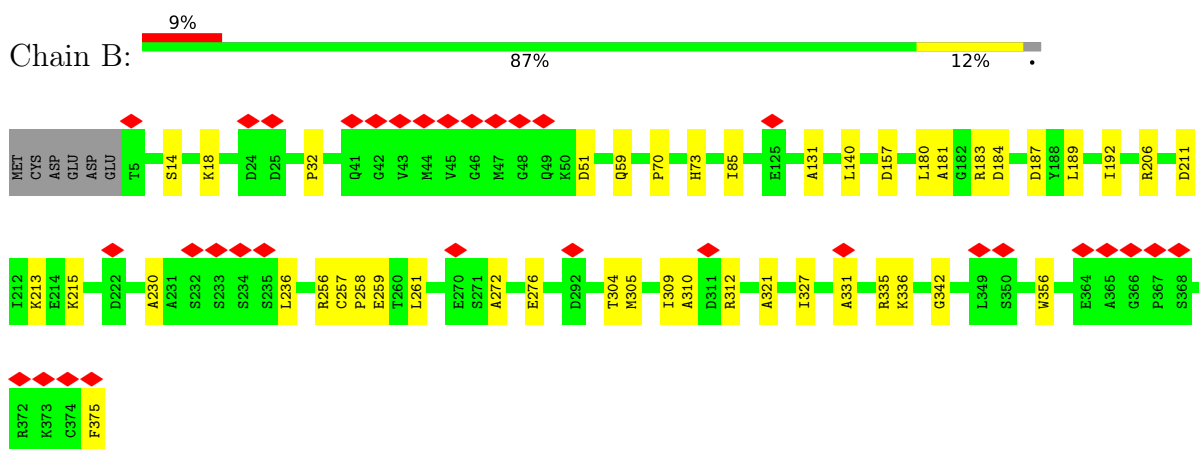 9%
Chain B:
87% 12% •
MET CYS ASP GLU ASP GLU T5 S14 K18 D24 D25 P32 Q41 G42 V43 M44 V45 G46 M47 G48 Q49 K50 D51 Q59 P70 H73 I85 E125 A131 L140 D157 L180 A181 G182 R183 D184 D187 Y188 L189 I192 R206 D211
I212 K213 E214 K215 D222 A230 A231 S232 S233 S234 S235 L236 R256 C257 P258 E259 T260 L261 E270 S271 A272 E276 D292 T304 M305 I309 A310 D311 R312 A321 I327 A331 R335 K336 G342 L349 S350 W356 E364 A365 G366 P367 S368
R372 K373 C374 F375